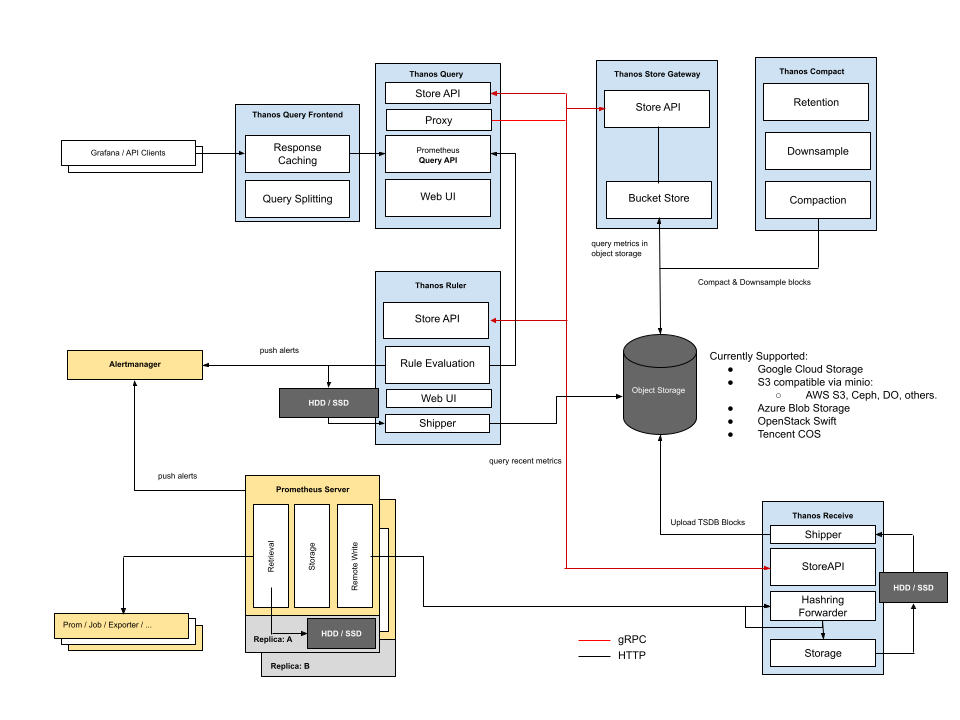 Thanos Query
Store API
Proxy
Prometheus
Query API
Web UI
Thanos Query Frontend
Response
Caching
Query Splitting
Grafana / API Clients
Thanos Store Gateway
Store API
Bucket Store
Thanos Compact
Retention
Downsample
Compaction
query metrics in
object storage
Compact & Downsample blocks
Thanos Ruler
Store API
Rule Evaluation
Web UI
Shipper
push alerts
Alertmanager
HDD / SSD
Object Storage
Currently Supported:
● Google Cloud Storage
● S3 compatible via minio:
○ AWS S3, Ceph, DO, others.
● Azure Blob Storage
● OpenStack Swift
● Tencent COS
query recent metrics
push alerts
Prometheus Server
Retrieval
Storage
Remote Write
Replica: A
HDD / SSD
Replica: B
Prom / Job / Exporter / ...
Upload TSDB Blocks
Thanos Receive
Shipper
StoreAPI
Hashring
Forwarder
Storage
HDD / SSD
gRPC
HTTP